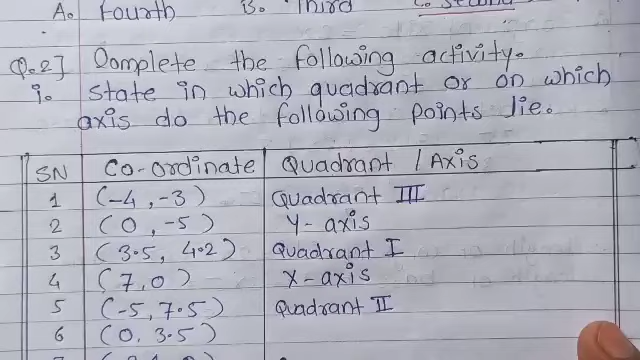 A. Fourth B. Third C. Second
Q.2] Complete the following activity.
i. state in which quadrant or on which
axis do the following points lie.
SN Co-ordinate Quadrant / Axis
1 (-4, -3) Quadrant III
2 (0, -5) Y-axis
3 (3.5, 4.2) Quadrant I
4 (7,0) X-axis
5 (-5, 7.5) Quadrant II
6 (0, 3.5)